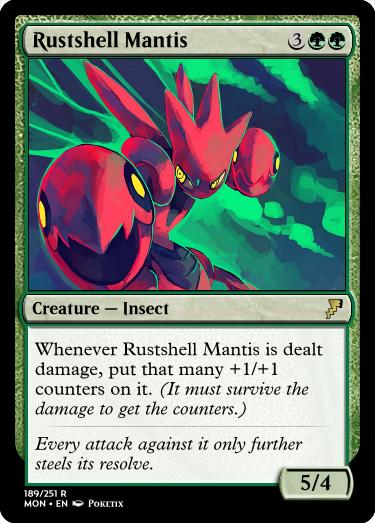 Rustshell Mantis 3
Creature — Insect
Whenever Rustshell Mantis is dealt
damage, put that many +1/+1
counters on it. (It must survive the
damage to get the counters.)
Every attack against it only further
steels its resolve.
5/4
189/251 R
MON • EN Poketix